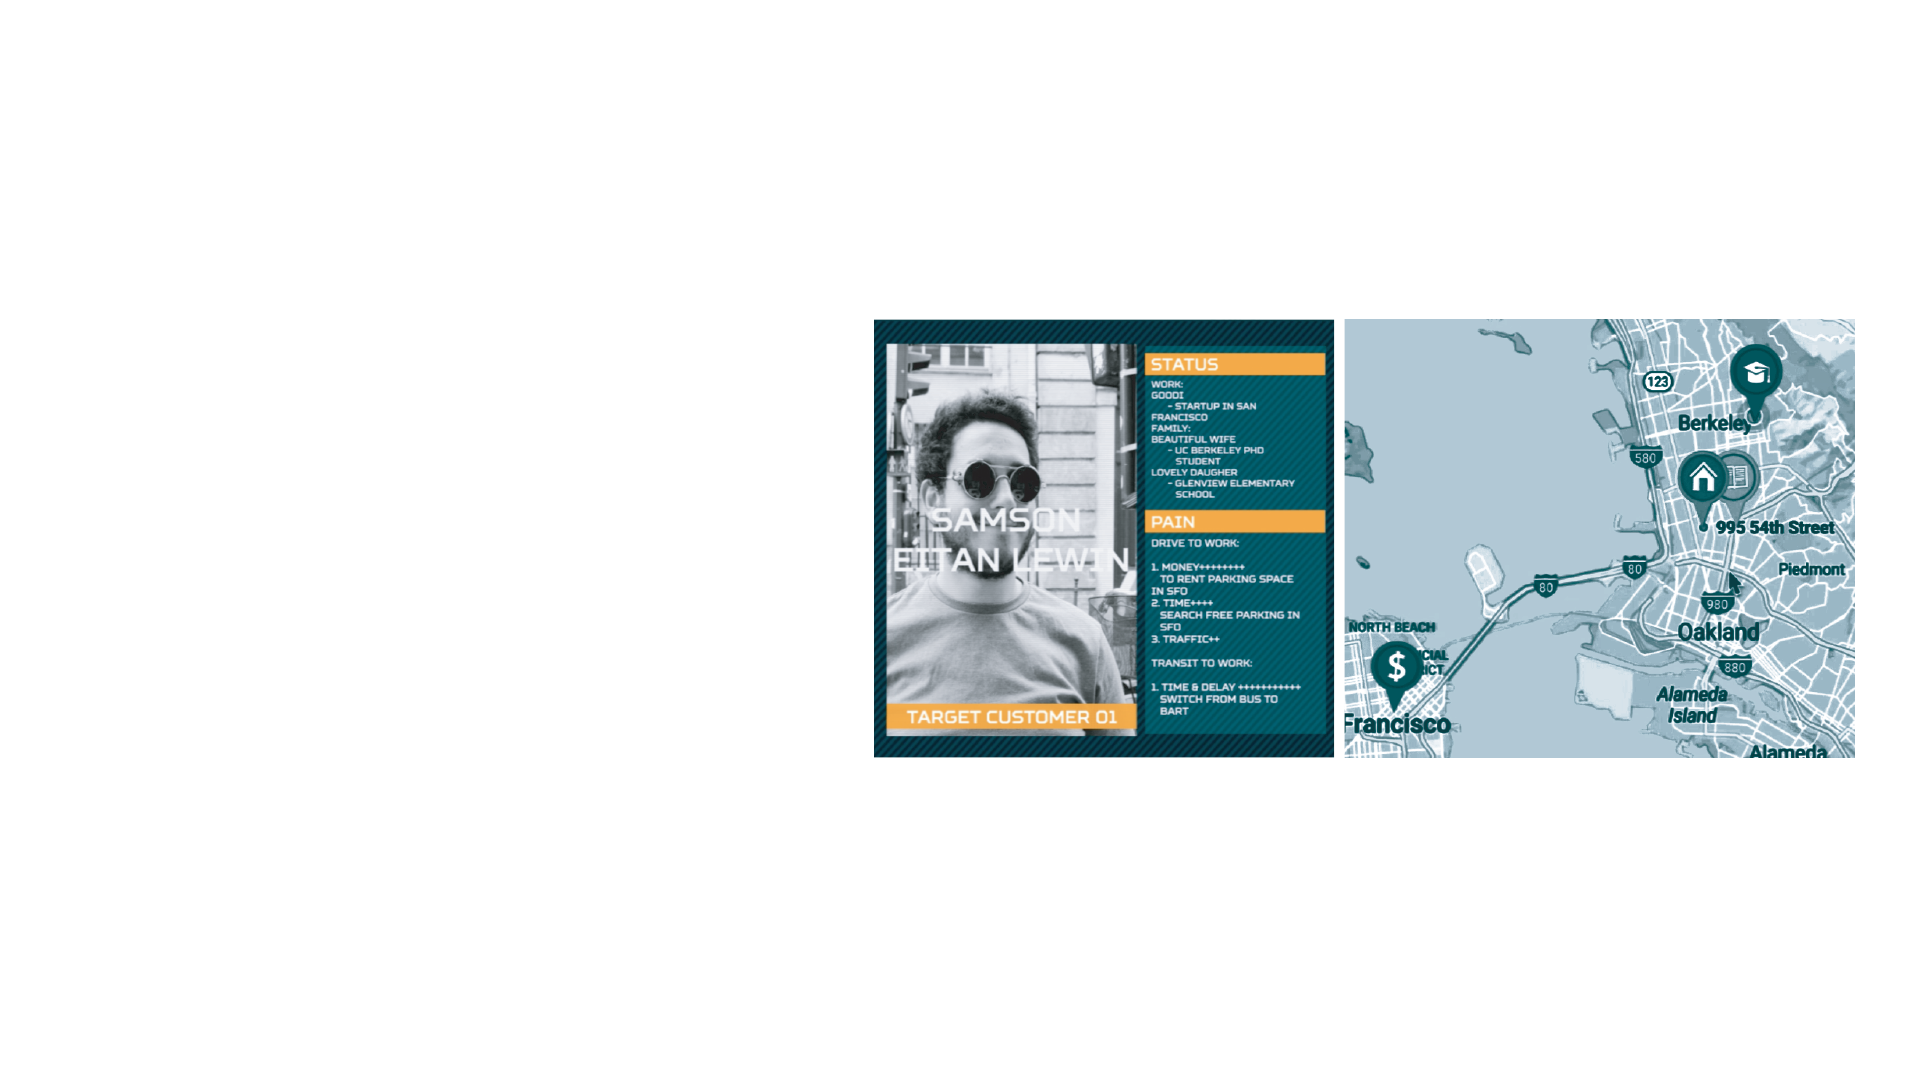 SAMSON
EITAN LEWIN
TARGET CUSTOMER 01
STATUS
WORK:
GOODI
- STARTUP IN SAN
FRANCISCO
FAMILY:
BEAUTIFUL WIFE
- UC BERKELEY PHD
STUDENT
LOVELY DAUGHER
- GLENVIEW ELEMENTARY
SCHOOL
PAIN
DRIVE TO WORK:
1. MONEY++++++++
TO RENT PARKING SPACE
IN SFO
2. TIME++++
SEARCH FREE PARKING IN
SFO
3. TRAFFIC++
TRANSIT TO WORK:
1. TIME & DELAY +++++++++++
SWITCH FROM BUS TO
BART
123
Berkeley
580
995 54th Street
80
Piedmont
80
980
NORTH BEACH
Oakland
CIAL
ICT
$
880
Alameda
Island
Francisco
Alameda